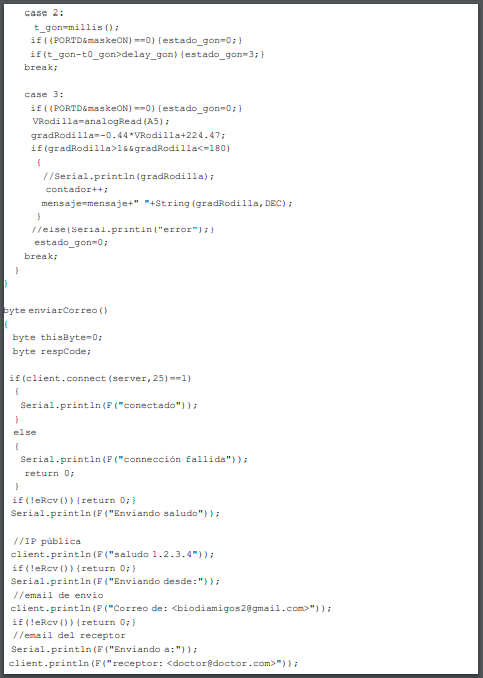 case 2:
t_gon=millis();
if((PORTD&maskeON)==0){estado_gon=0;}
if(t_gon-t0_gon>delay_gon){estado_gon=3;}
break;
case 3:
if((PORTD&maskeON)==0){estado_gon=0;}
VRodilla=analogRead(A5);
gradRodilla=-0.44*VRodilla+224.47;
if(gradRodilla>1&&gradRodilla<=180)
{
//Serial.println(gradRodilla);
contador++;
mensaje=mensaje+" "+String(gradRodilla,DEC);
}
//else{Serial.println("error");}
estado_gon=0;
break;
}
}
byte enviarCorreo()
{
byte thisByte=0;
byte respCode;
if(client.connect(server,25)==1)
{
Serial.println(F("conectado"));
}
else
{
Serial.println(F("connección fallida"));
return 0;
}
if(!eRcv()){return 0;}
Serial.println(F("Enviando saludo"));
//IP pública
client.println(F("saludo 1.2.3.4"));
if(!eRcv()){return 0;}
Serial.println(F("Enviando desde:"));
//email de envio
client.println(F("Correo de: <biodiamigos2@gmail.com>"));
if(!eRcv()){return 0;}
//email del receptor
Serial.println(F("Enviando a:"));
client.println(F("receptor: <doctor@doctor.com>"));